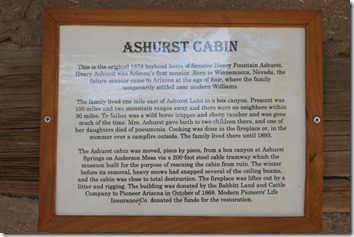 ASHURST CABIN
This is the original 1878 boyhood home of Senator Henry Fountain Ashurst.
Henry Ashurst was Arizona's first senator. Born in Winnemucca, Nevada, the
future senator came to Arizona at the age of four, where the family
temporarily settled near modern Williams.
The family lived one mile east of Ashurst Lake in a box canyon. Prescott was
100 miles and two mountain ranges away and there were no neighbors within
30 miles. Te father was a wild horse trapper and sheep rancher and was gone
much of the time. Mrs. Ashurst gave birth to two children there, and one of
her daughters died of pneumonia. Cooking was done in the fireplace or, in the
summer over a campfire outside. The family lived there until 1893.
The Ashurst cabin was moved, piece by piece, from a box canyon at Ashurst
Springs on Anderson Mesa via a 200-foot steel cable tramway which the
museum built for the purpose of rescuing the cabin from ruin. The winter
before its removal, heavy snows had snapped several of the ceiling beams,
and the cabin was close to total destruction. The fireplace was lifter out by a
litter and rigging. The building was donated by the Babbitt Land and Cattle
Company to Pioneer Arizona in October of 1968. Modern Pioneers' Life
Insurance Co. donated the funds for the restoration.